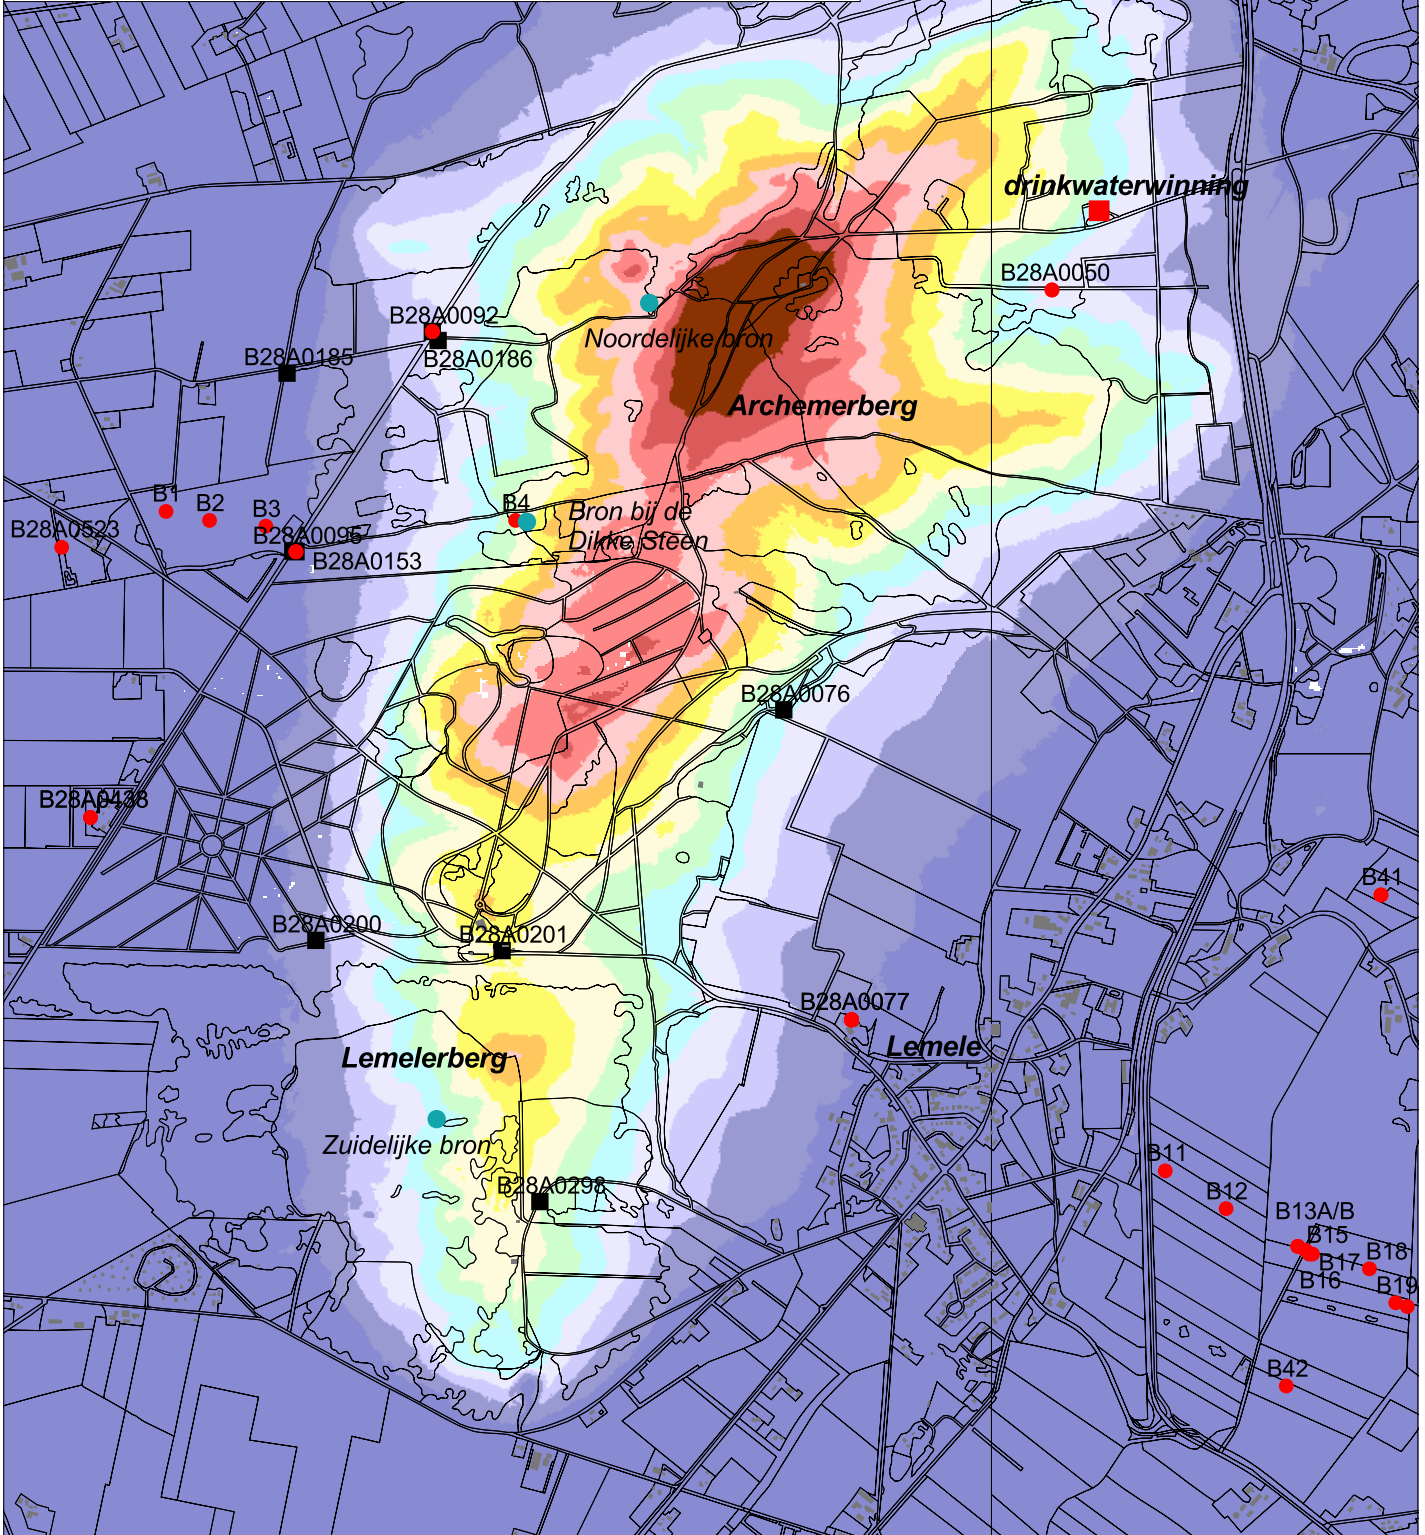 drinkwaterwinning
B28A0050
B28A0092
Noordelijke bron
B28A0185
B28A0186
Archemerberg
B1
B2
B3
B4
Bron bij de
Dikke Steen
B28A0523
B28A0095
B28A0153
B28A0076
B28A0438
B41
B28A0200
B28A0201
B28A0077
Lemele
Lemelerberg
Zuidelijke bron
B11
B28A0298
B12
B13A/B
B15
B18
B17
B16
B19
B42